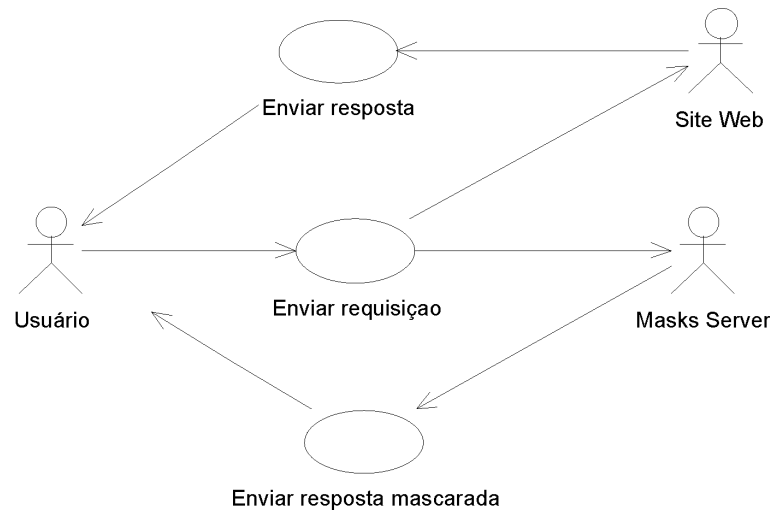 Enviar resposta
Site Web
Usuário
Enviar requisiçao
Masks Server
Enviar resposta mascarada